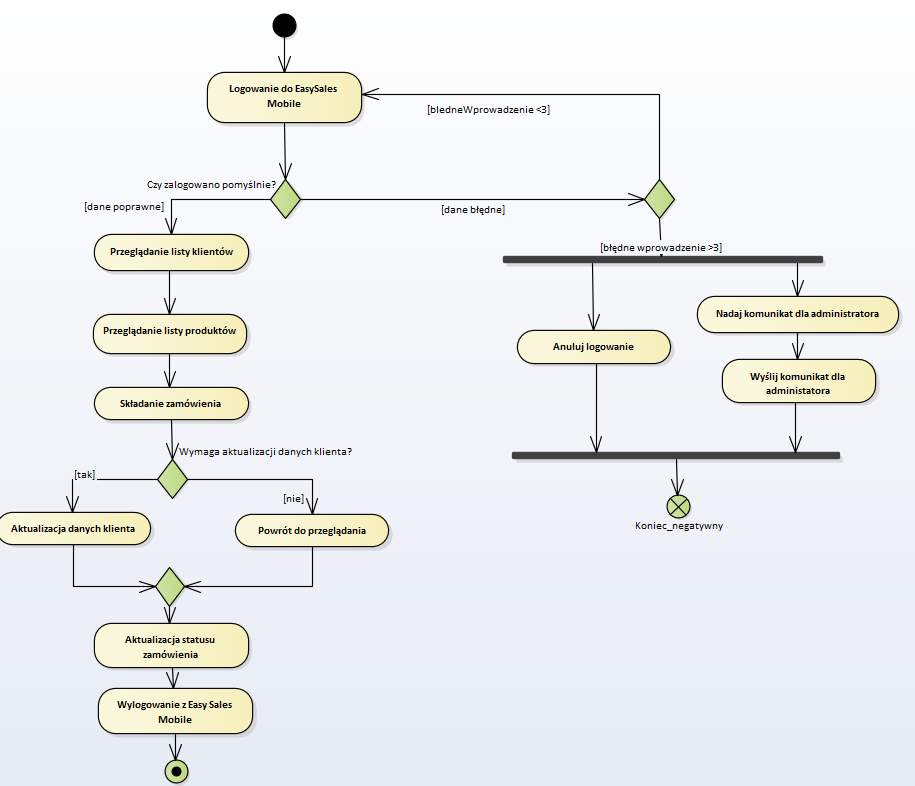 Logowanie do EasySales
Mobile
[bledneWprowadzenie <3]
Czy zalogowano pomyślnie?
[dane poprawne]
[dane błędne]
Przeglądanie listy klientów
[błędne wprowadzenie >3]
Nadaj komunikat dla administratora
Przeglądanie listy produktów
Anuluj logowanie
Wyślij komunikat dla
administatora
Składanie zamówienia
Wymaga aktualizacji danych klienta?
[tak]
[nie]
Aktualizacja danych klienta
Powrót do przeglądania
Koniec_negatywny
Aktualizacja statusu
zamówienia
Wylogowanie z Easy Sales
Mobile